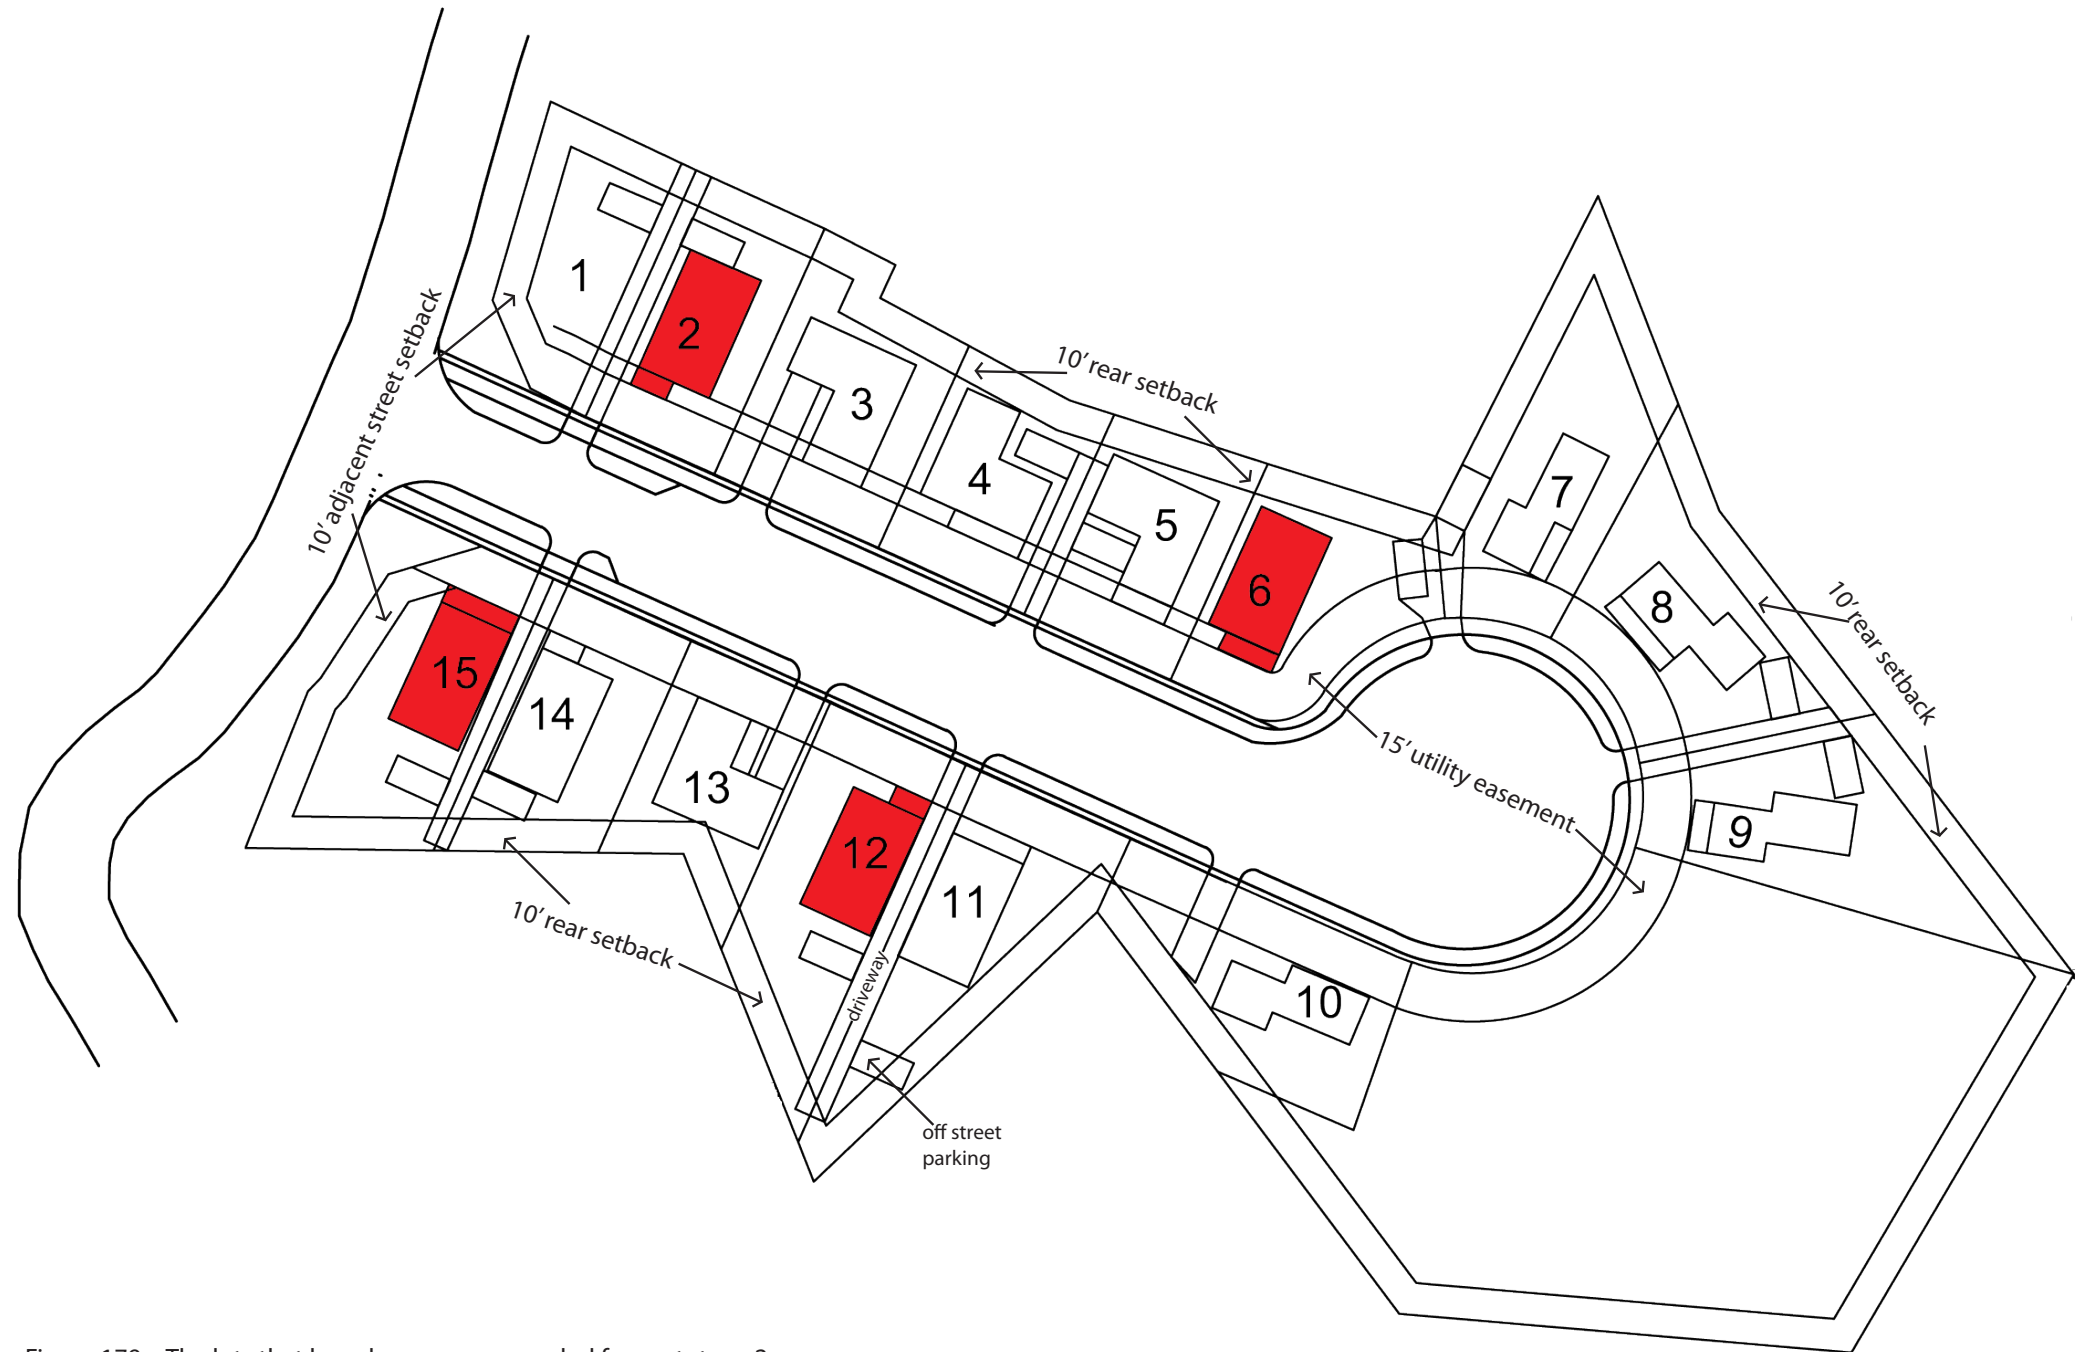 1
2
3
4
5
6
7
8
9
10
11
12
13
14
15
10' adjacent street setback
10' rear setback
10' rear setback
15' utility easement
10' rear setback
driveway
off street
parking